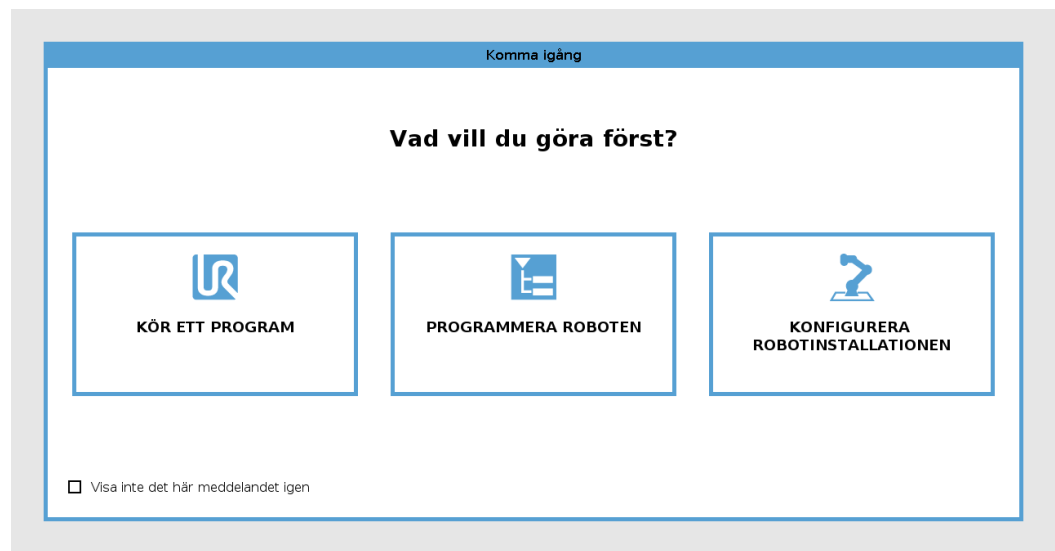 Komma igång
Vad vill du göra först?
KÖR ETT PROGRAM
PROGRAMMERA ROBOTEN
KONFIGURERA
ROBOTINSTALLATIONEN
Visa inte det här meddelandet igen